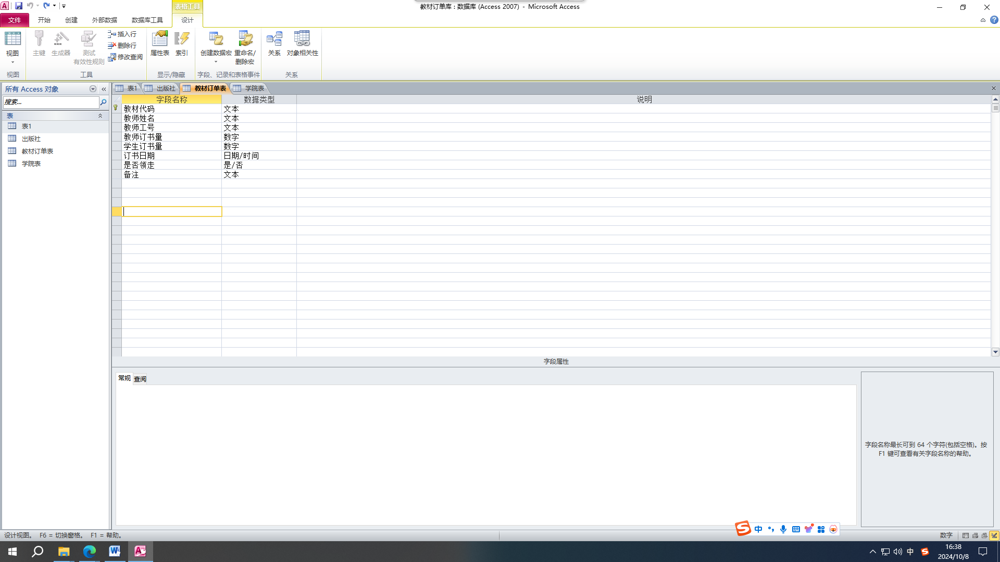 表格工具
教材订单库 : 数据库 (Access 2007)  -  Microsoft Access
文件 开始 创建 外部数据 数据库工具 设计
视图
主键
生成器
测试
有效性规则
插入行
删除行
修改查阅
属性表
索引
创建数据宏
重命名/
删除宏
关系
对象相关性
视图 工具 显示/隐藏 字段、记录和表格事件 关系
所有 Access 对象
搜索...
表
表1
出版社
教材订单表
学院表
表1 出版社 教材订单表 学院表
字段名称 数据类型 说明
教材代码 文本
教师姓名 文本
教师工号 文本
教师订书量 数字
学生订书量 数字
订书日期 日期/时间
是否领走 是/否
备注 文本
字段属性
常规 查阅
字段名称最长可到 64 个字符(包括空格)。按
F1 键可查看有关字段名称的帮助。
中
设计视图。 F6 = 切换窗格。 F1 = 帮助。
数字
中
16:38
2024/10/8